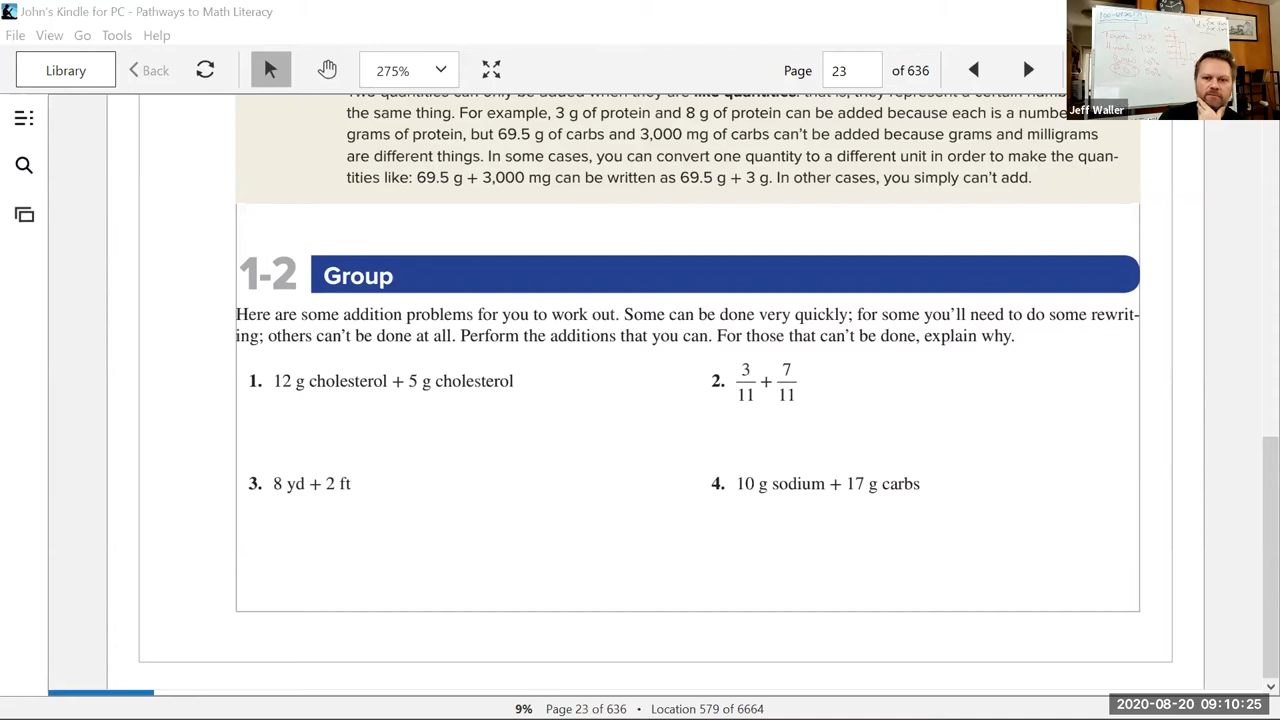 John's Kindle for PC - Pathways to Math Literacy
File View Go Tools Help
Library
Back
275%
Page 23 of 636
Jeff Waller
like quantities
the same thing. For example, 3 g of protein and 8 g of protein can be added because each is a numbe
grams of protein, but 69.5 g of carbs and 3,000 mg of carbs can't be added because grams and milligrams
are different things. In some cases, you can convert one quantity to a different unit in order to make the quan-
tities like: 69.5 g + 3,000 mg can be written as 69.5 g + 3 g. In other cases, you simply can't add.
1-2 Group
Here are some addition problems for you to work out. Some can be done very quickly; for some you'll need to do some rewrit-
ing; others can't be done at all. Perform the additions that you can. For those that can't be done, explain why.
1. 12 g cholesterol + 5 g cholesterol
2. 3/11 + 7/11
3. 8 yd + 2 ft
4. 10 g sodium + 17 g carbs
9% Page 23 of 636 • Location 579 of 6664
2020-08-20 09:10:25